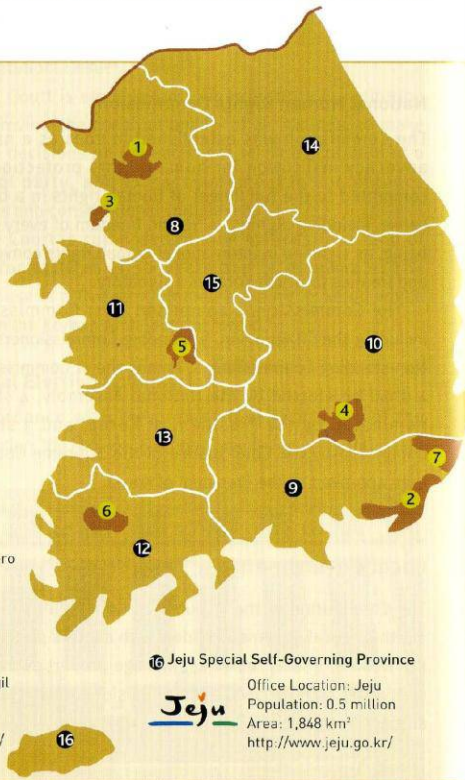 1
14
3
8
15
11
5
10
4
13
7
9
2
6
12
ro
16 Jeju Special Self-Governing Province
gil
Jeju
Office Location: Jeju
Population: 0.5 million
Area: 1,848 km²
http://www.jeju.go.kr/
/
16